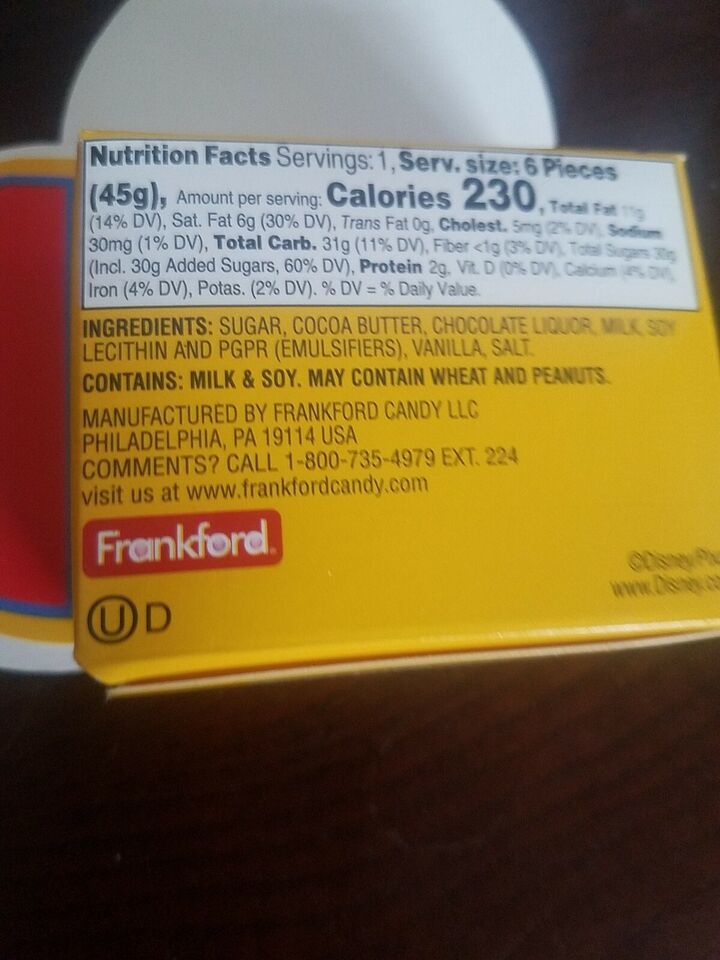 Nutrition Facts Servings: 1, Serv. size: 6 Pieces
(45g), Amount per serving: Calories 230, Total Fat 11g
(14% DV), Sat. Fat 6g (30% DV), Trans Fat 0g, Cholest. 5mg (2% DV), Sodium
30mg (1% DV), Total Carb. 31g (11% DV), Fiber <1g (3% DV), Total Sugars 30g
(Incl. 30g Added Sugars, 60% DV), Protein 2g, Vit. D (0% DV), Calcium (4% DV),
Iron (4% DV), Potas. (2% DV). % DV = % Daily Value.
INGREDIENTS: SUGAR, COCOA BUTTER, CHOCOLATE LIQUOR, MILK, SOY
LECITHIN AND PGPR (EMULSIFIERS), VANILLA, SALT.
CONTAINS: MILK & SOY. MAY CONTAIN WHEAT AND PEANUTS.
MANUFACTURED BY FRANKFORD CANDY LLC
PHILADELPHIA, PA 19114 USA
COMMENTS? CALL 1-800-735-4979 EXT. 224
visit us at www.frankfordcandy.com
Frankford
©Disney/
www.Disney.co
U D